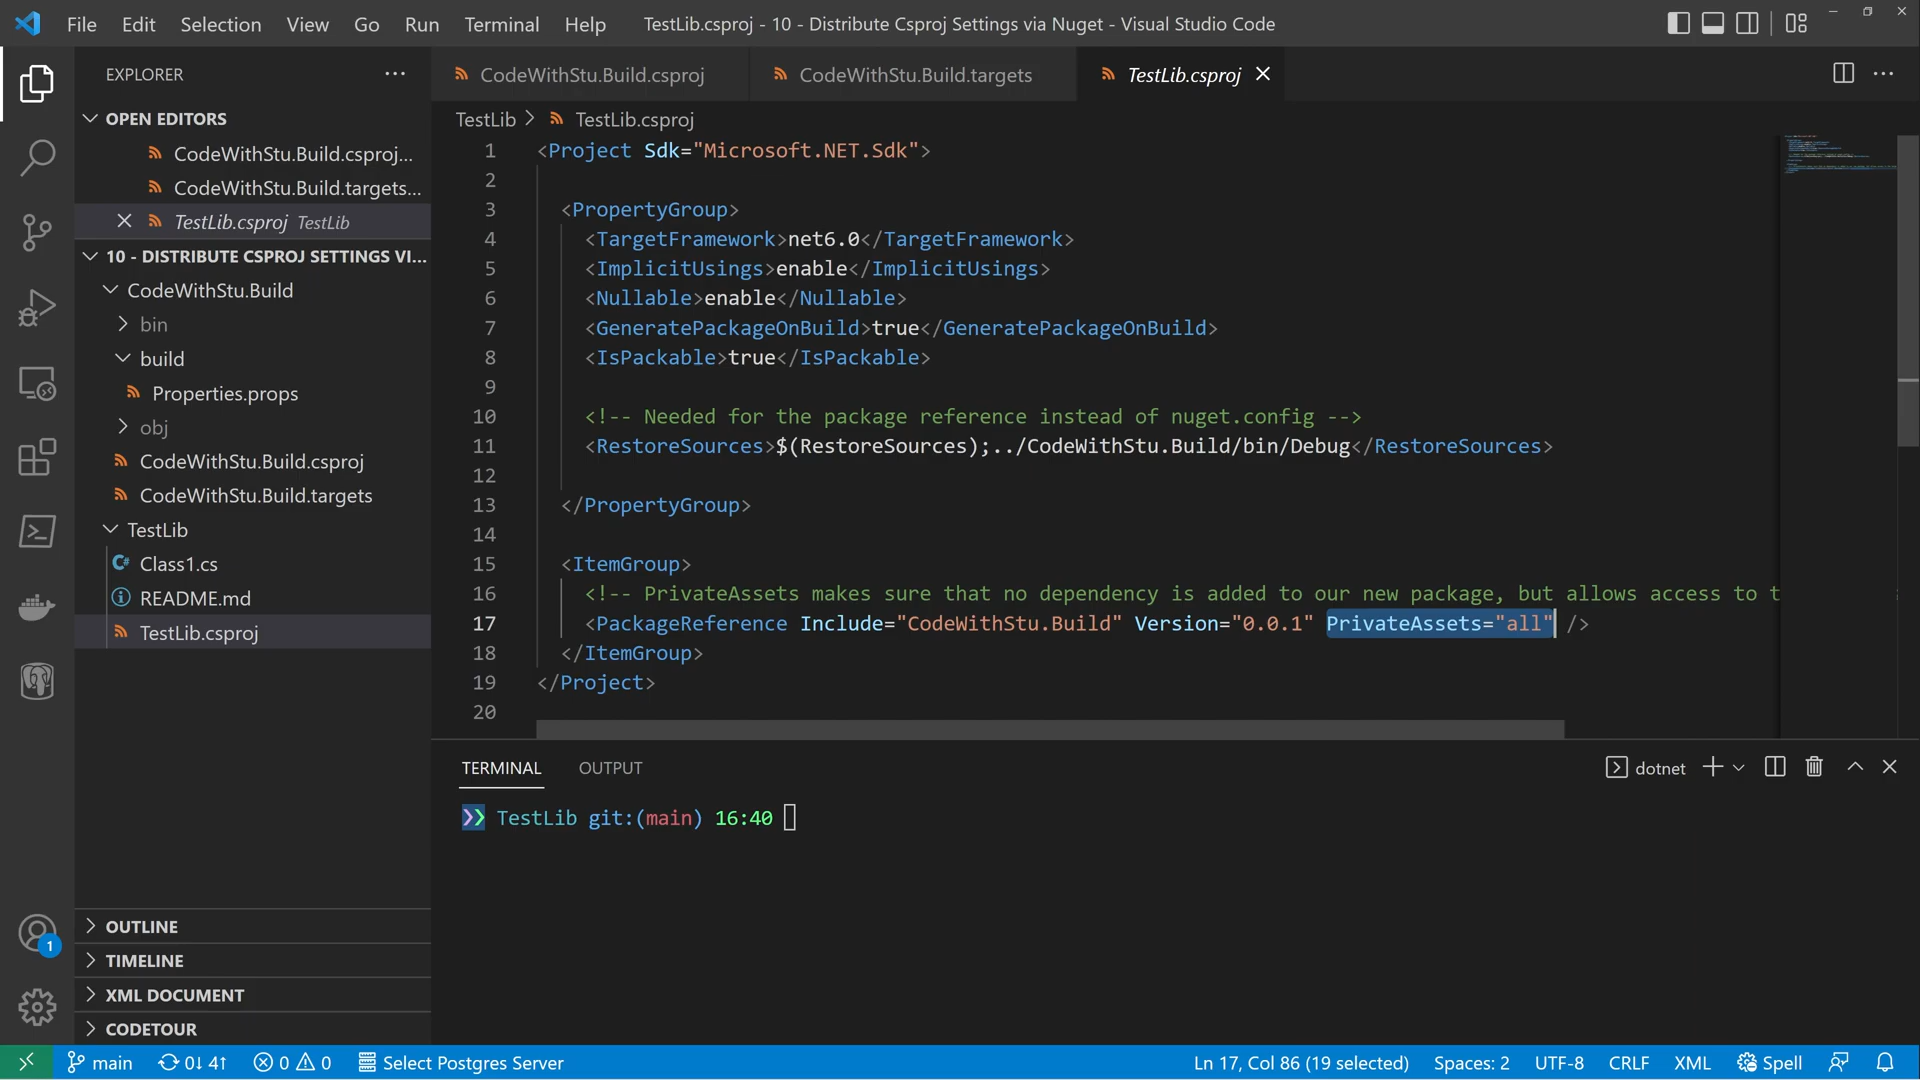 File Edit Selection View Go Run Terminal Help TestLib.csproj - 10 - Distribute Csproj Settings via Nuget - Visual Studio Code
EXPLORER
OPEN EDITORS
CodeWithStu.Build.csproj...
CodeWithStu.Build.targets...
TestLib.csproj TestLib
10 - DISTRIBUTE CSPROJ SETTINGS VI...
CodeWithStu.Build
bin
build
Properties.props
obj
CodeWithStu.Build.csproj
CodeWithStu.Build.targets
TestLib
Class1.cs
README.md
TestLib.csproj
OUTLINE
TIMELINE
XML DOCUMENT
CODETOUR
CodeWithStu.Build.csproj CodeWithStu.Build.targets TestLib.csproj
TestLib > TestLib.csproj
1 <Project Sdk="Microsoft.NET.Sdk">
2
3 <PropertyGroup>
4 <TargetFramework>net6.0</TargetFramework>
5 <ImplicitUsings>enable</ImplicitUsings>
6 <Nullable>enable</Nullable>
7 <GeneratePackageOnBuild>true</GeneratePackageOnBuild>
8 <IsPackable>true</IsPackable>
9
10 <!-- Needed for the package reference instead of nuget.config -->
11 <RestoreSources>$(RestoreSources);../CodeWithStu.Build/bin/Debug</RestoreSources>
12
13 </PropertyGroup>
14
15 <ItemGroup>
16 <!-- PrivateAssets makes sure that no dependency is added to our new package, but allows access to t
17 <PackageReference Include="CodeWithStu.Build" Version="0.0.1" PrivateAssets="all" />
18 </ItemGroup>
19 </Project>
20
TERMINAL OUTPUT dotnet
TestLib git:(main) 16:40
1
main 0↓ 4↑ 0 0 Select Postgres Server Ln 17, Col 86 (19 selected) Spaces: 2 UTF-8 CRLF XML Spell